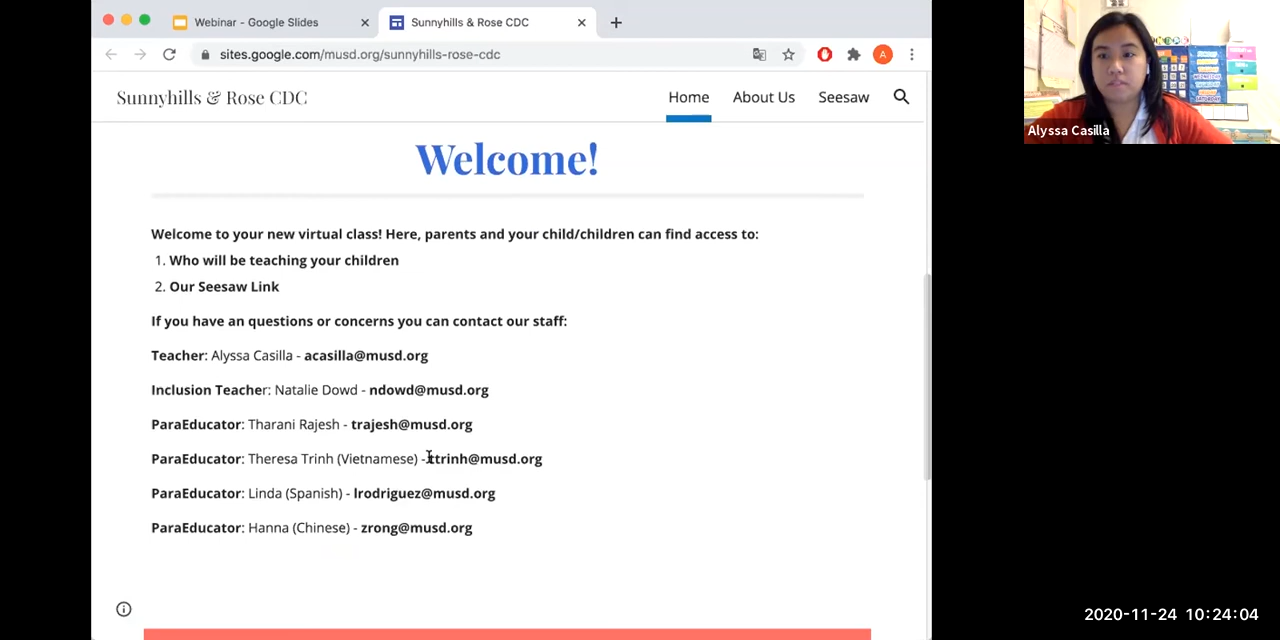 Webinar - Google Slides
Sunnyhills & Rose CDC
sites.google.com/musd.org/sunnyhills-rose-cdc
A
Sunnyhills & Rose CDC
Home
About Us
Seesaw
Welcome!
Welcome to your new virtual class! Here, parents and your child/children can find access to:
1. Who will be teaching your children
2. Our Seesaw Link
If you have an questions or concerns you can contact our staff:
Teacher: Alyssa Casilla - acasilla@musd.org
Inclusion Teacher: Natalie Dowd - ndowd@musd.org
ParaEducator: Tharani Rajesh - trajesh@musd.org
ParaEducator: Theresa Trinh (Vietnamese) - ttrinh@musd.org
ParaEducator: Linda (Spanish) - lrodriguez@musd.org
ParaEducator: Hanna (Chinese) - zrong@musd.org
Alyssa Casilla
2020-11-24 10:24:04